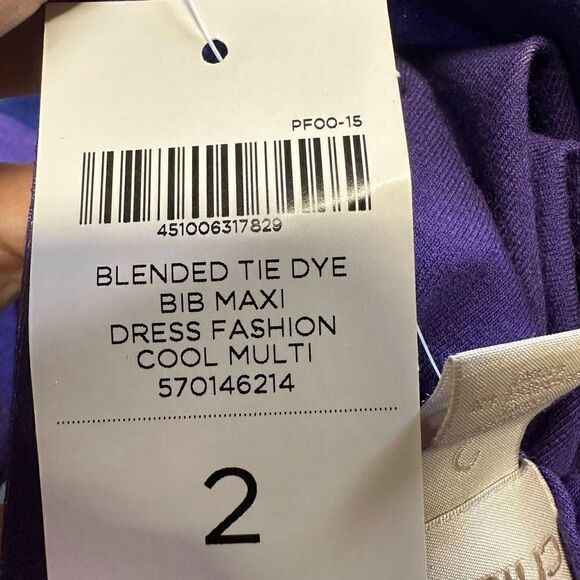 PF00-15
451006317829
BLENDED TIE DYE
BIB MAXI
DRESS FASHION
COOL MULTI
570146214
2